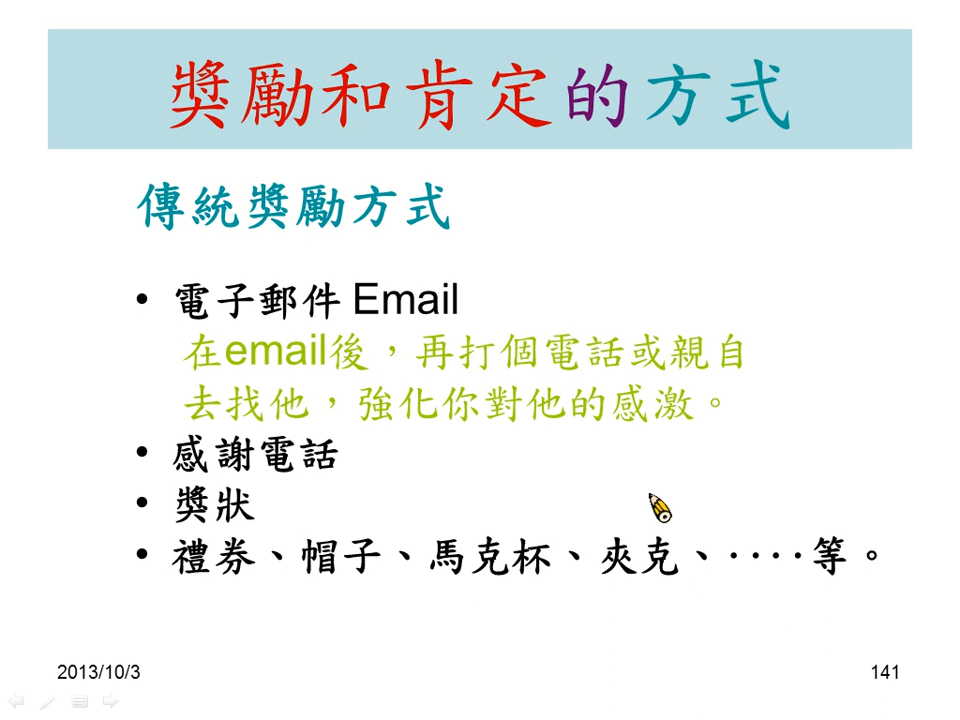 獎勵和肯定的方式
傳統獎勵方式
• 電子郵件 Email
在email後，再打個電話或親自
去找他，強化你對他的感激。
• 感謝電話
• 獎狀
• 禮券、帽子、馬克杯、夾克、‥‥等。
2013/10/3
141